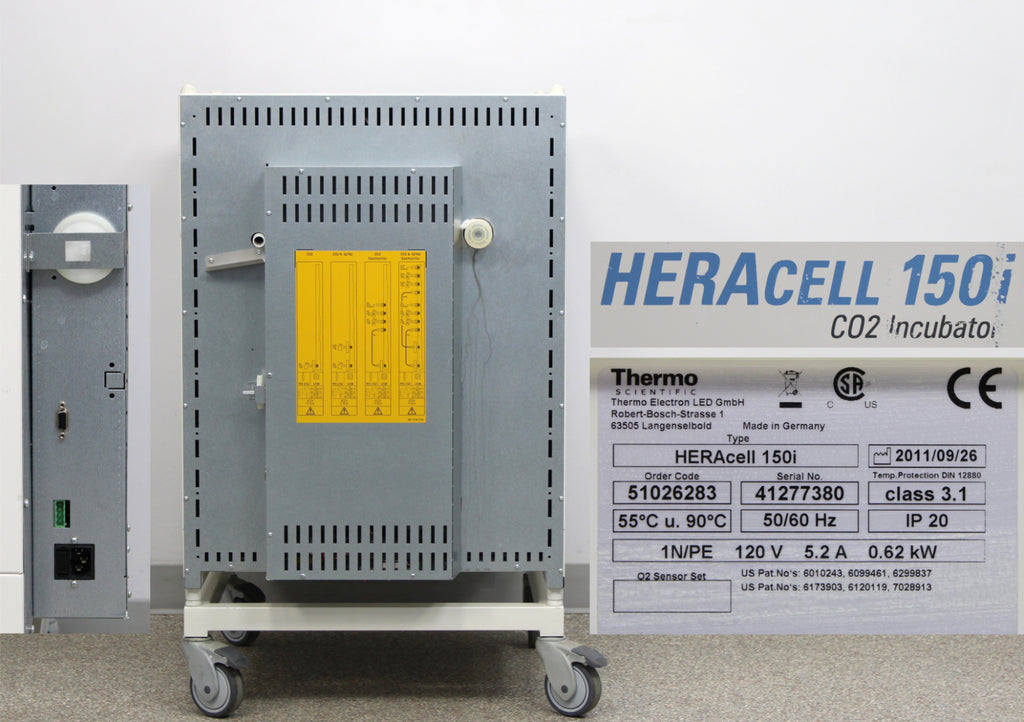 HERACELL 150i
CO2 Incubator
Thermo
SCIENTIFIC
Thermo Electron LED GmbH
Robert-Bosch-Strasse 1
63505 Langenselbold Made in Germany
C US
CE
Type
HERAcell 150i
2011/09/26
Order Code Serial No. Temp.Protection DIN 12880
51026283 41277380 class 3.1
55°C u. 90°C 50/60 Hz IP 20
1N/PE 120 V 5.2 A 0.62 kW
O2 Sensor Set
US Pat.No's: 6010243, 6099461, 6299837
US Pat.No's: 6173903, 6120119, 7028913